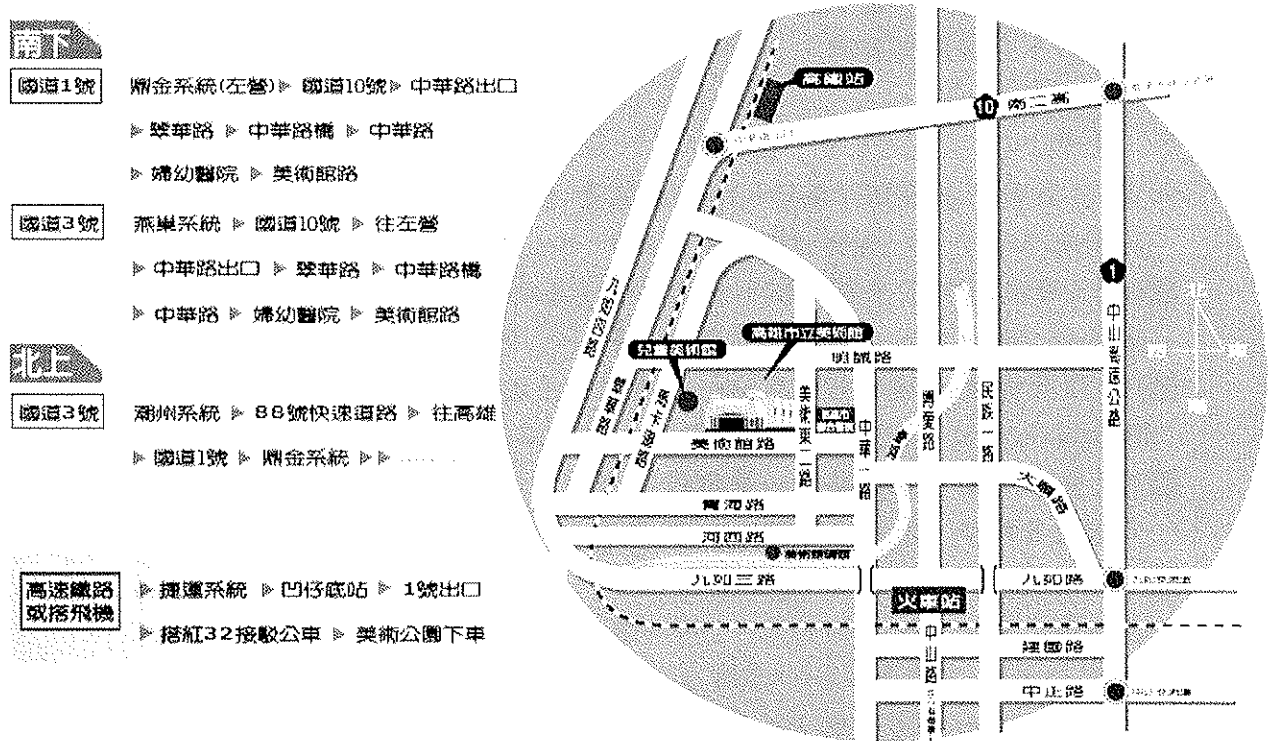 南下
國道1號 鼎金系統(左營)▶ 國道10號▶ 中華路出口
▶ 翠華路 ▶ 中華路橋 ▶ 中華路
▶ 婦幼醫院 ▶ 美術館路
國道3號 燕巢系統 ▶ 國道10號 ▶ 往左營
▶ 中華路出口 ▶ 翠華路 ▶ 中華路橋
▶ 中華路 ▶ 婦幼醫院 ▶ 美術館路
北上
國道3號 潮州系統 ▶ 88號快速道路 ▶ 往高雄
▶ 國道1號 ▶ 鼎金系統 ▶▶ ········
高速鐵路
或搭飛機
▶ 捷運系統 ▶ 凹仔底站 ▶ 1號出口
▶ 搭紅32接駁公車 ▶ 美術公園下車
高鐵站
10 南二高
1
中山高速公路
北
高雄市立美術館
兒童美術館
明誠路
美術東二路
中華一路
民族一路
美術館路
大順路
河西路
九如三路
九如路
火車站
中山路
建國路
中正路